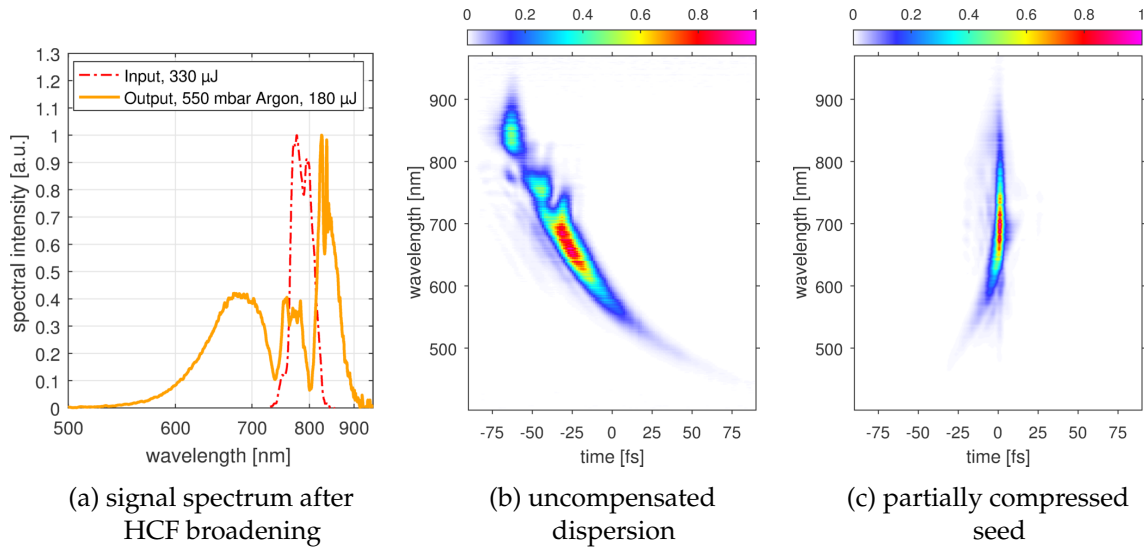 1.3
1.2
1.1
1
0.9
0.8
0.7
0.6
0.5
0.4
0.3
0.2
0.1
0
spectral intensity [a.u.]
Input, 330 µJ
Output, 550 mbar Argon, 180 µJ
500 600 700 800 900
wavelength [nm]
(a) signal spectrum after
HCF broadening
0 0.2 0.4 0.6 0.8 1
900
800
700
600
500
wavelength [nm]
-75 -50 -25 0 25 50 75
time [fs]
(b) uncompensated
dispersion
0 0.2 0.4 0.6 0.8 1
900
800
700
600
500
wavelength [nm]
-75 -50 -25 0 25 50 75
time [fs]
(c) partially compressed
seed